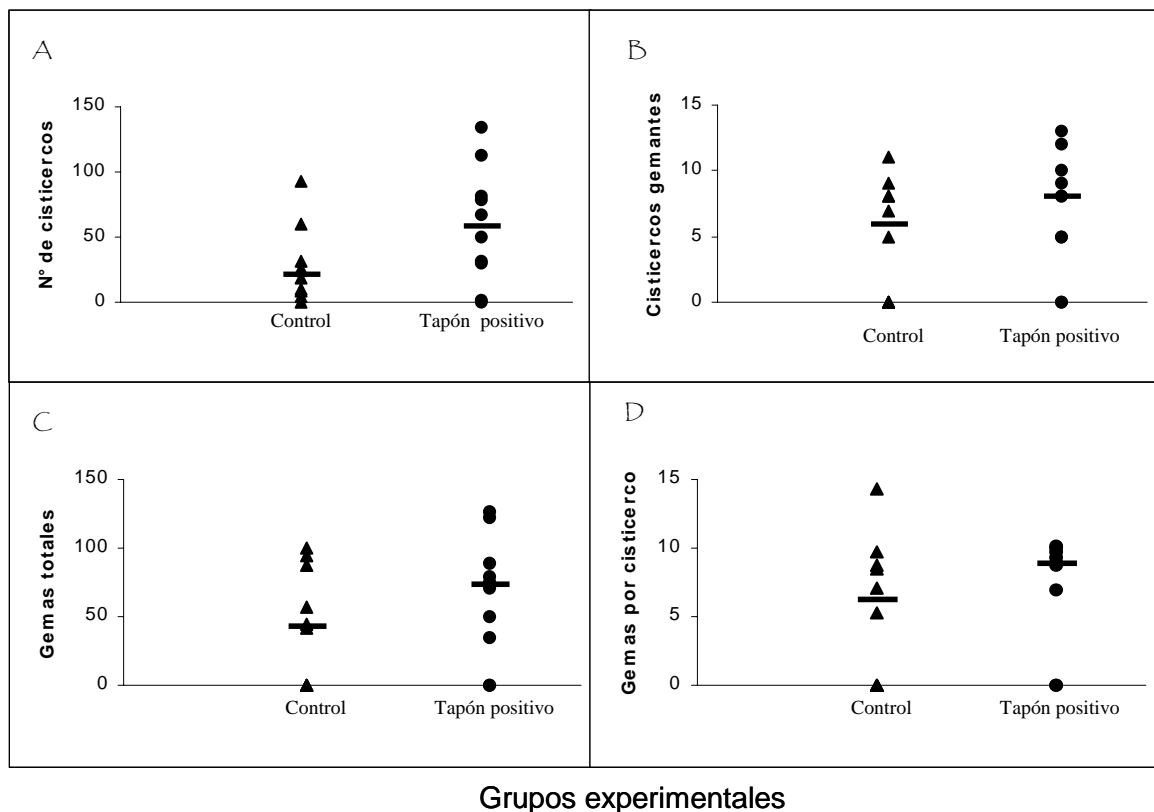 A
N° de cisticercos
150
100
50
0
Control
Tapón positivo
B
Cisticercos gemantes
15
10
5
0
Control
Tapón positivo
C
Gemas totales
150
100
50
0
Control
Tapón positivo
D
Gemas por cisticerco
15
10
5
0
Control
Tapón positivo
Grupos experimentales